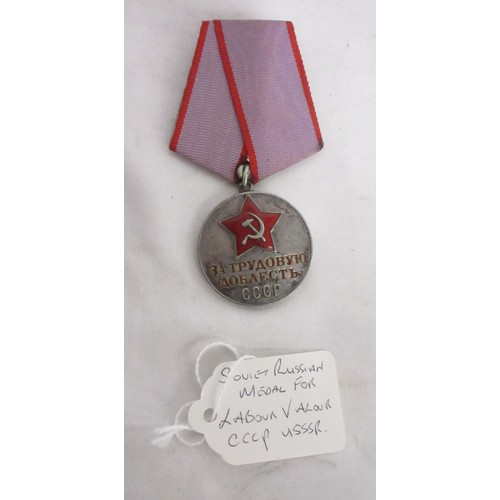 ЗА ТРУДОВУЮ
ДОБЛЕСТЬ
СССР
SOVIET RUSSIAN
MEDAL FOR
LABOUR VALOUR
CCCP USSSR.